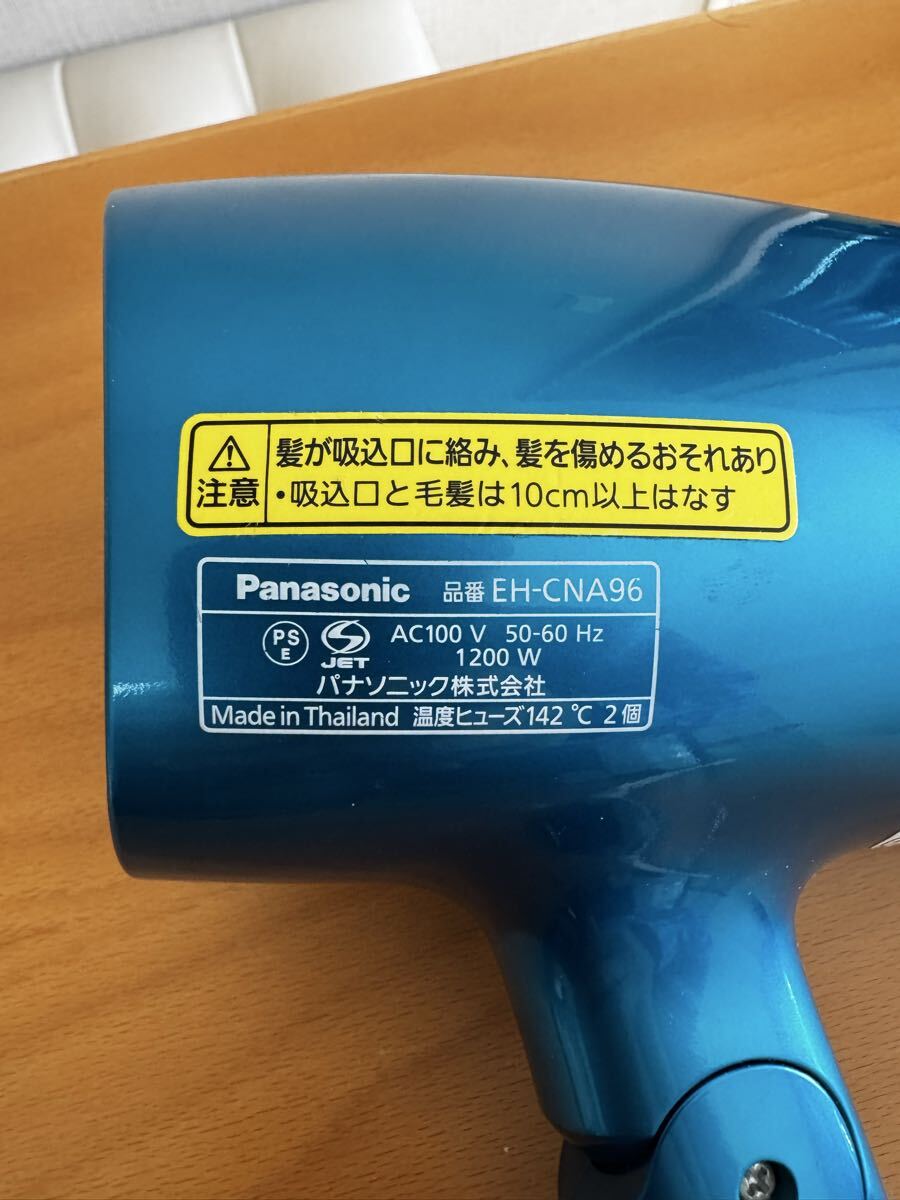 注意
髪が吸込口に絡み、髪を傷めるおそれあり
・吸込口と毛髪は10cm以上はなす
Panasonic 品番 EH-CNA96
PS E JET AC100 V 50-60 Hz
1200 W
パナソニック株式会社
Made in Thailand 温度ヒューズ142 ℃ 2個